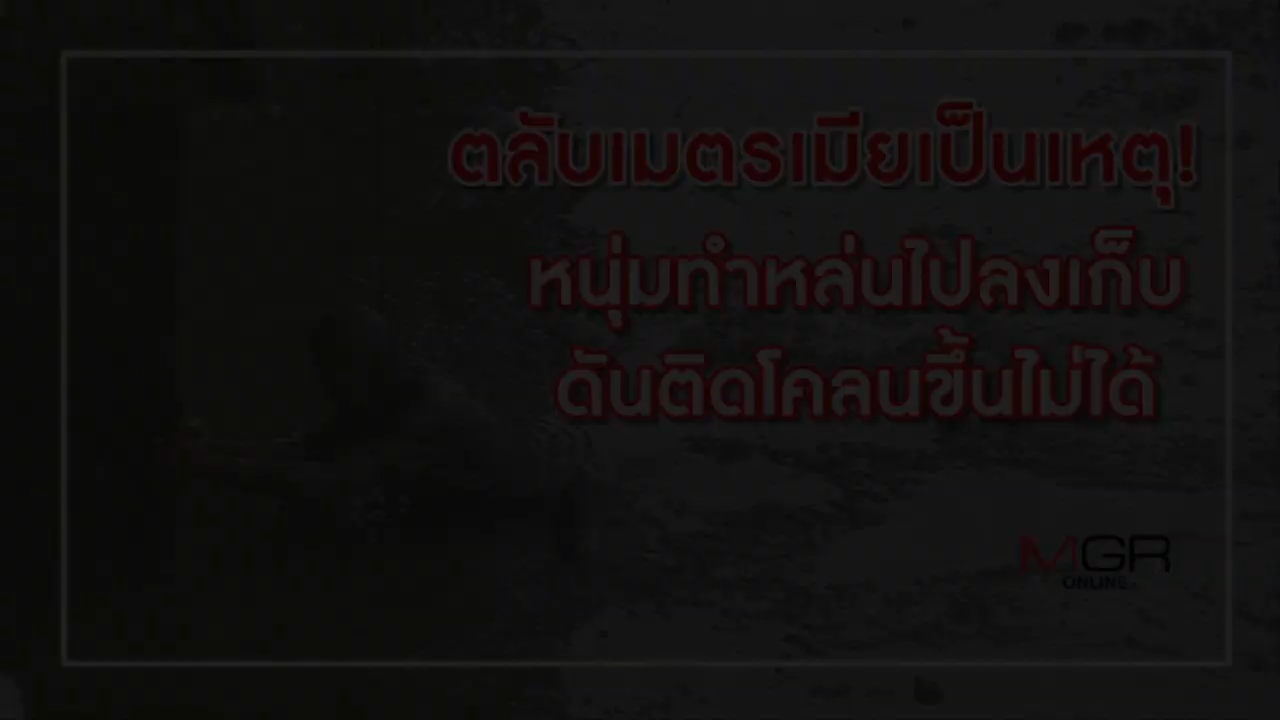 ตลับเมตรเมียเป็นเหตุ!
หนุ่มทำหล่นไปลงเก็บ
ดันติดโคลนขึ้นไม่ได้
MGR
ONLINE